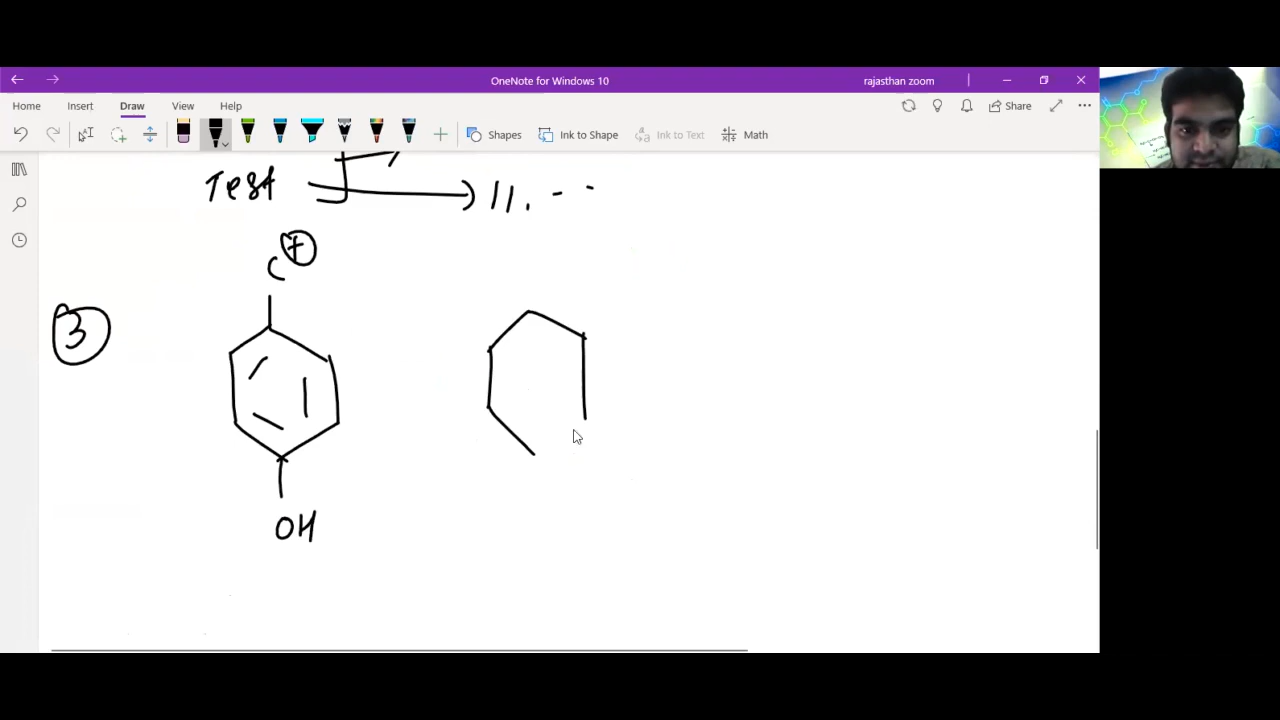 OneNote for Windows 10
rajasthan zoom
Home Insert Draw View Help
Share
Shapes Ink to Shape Ink to Text Math
Test 11. - -
C +
3
OH